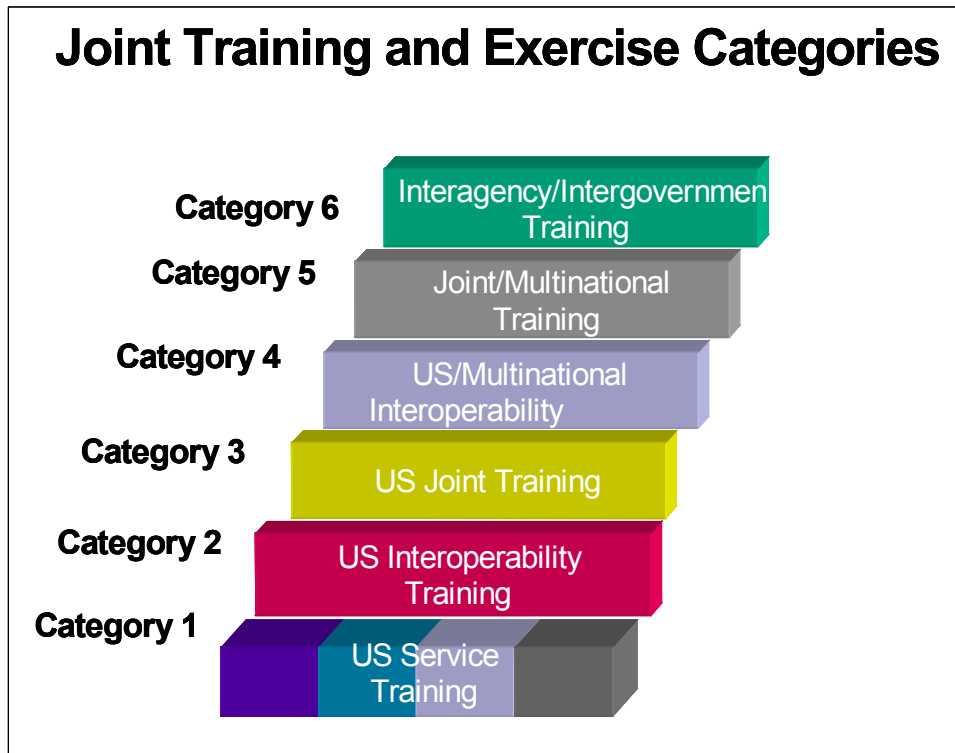 Joint Training and Exercise Categories
Category 6
Interagency/Intergovernmen
Training
Category 5
Joint/Multinational
Training
Category 4
US/Multinational
Interoperability
Category 3
US Joint Training
Category 2
US Interoperability
Training
Category 1
US Service
Training